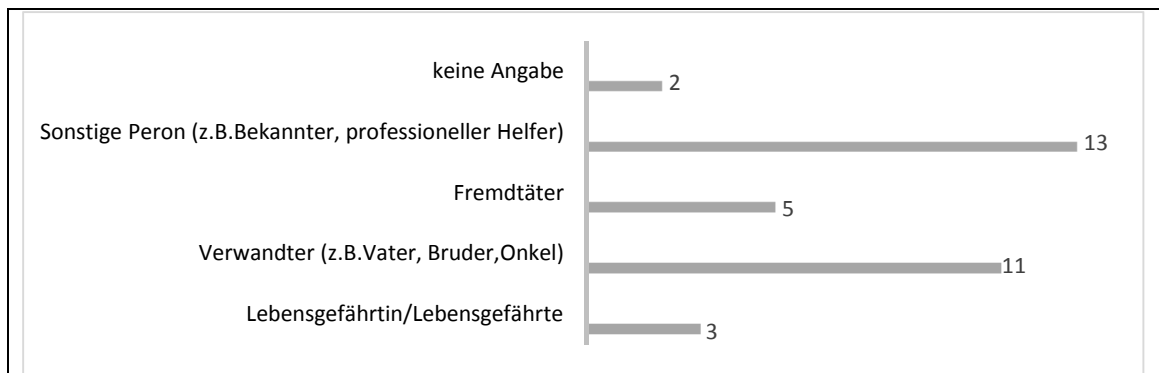 keine Angabe 2
Sonstige Peron (z.B.Bekannter, professioneller Helfer) 13
Fremdtäter 5
Verwandter (z.B.Vater, Bruder,Onkel) 11
Lebensgefährtin/Lebensgefährte 3